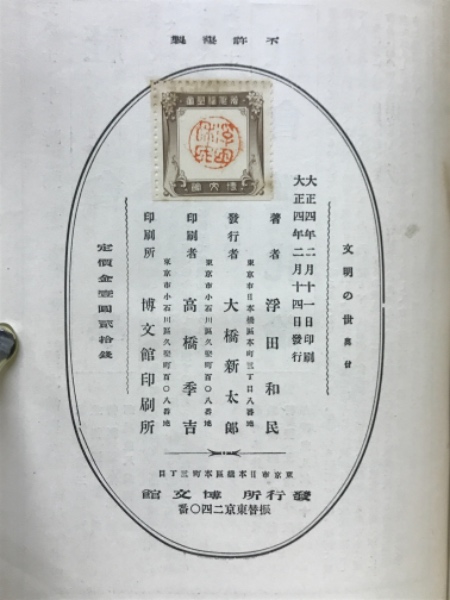 不許複製
博文館
文明の世奥付
大正四年二月十一日印刷
大正四年二月十四日發行
著者 浮田和民
東京市日本橋區本町三丁目八番地
發行者 大橋新太郎
東京市小石川區久堅町百〇八番地
印刷者 高橋季吉
東京市小石川區久堅町百〇八番地
印刷所 博文館印刷所
定價金壹圓貳拾錢
東京市日本橋區本町三丁目
發行所 博文館
振替東京二四〇番